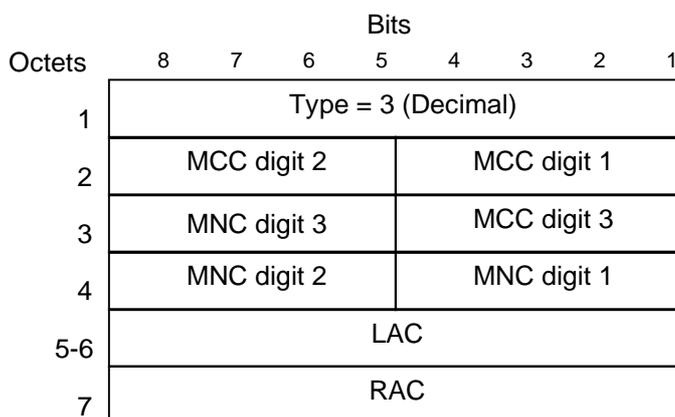 Bits
Octets 8 7 6 5 4 3 2 1
1 Type = 3 (Decimal)
2 MCC digit 2 MCC digit 1
3 MNC digit 3 MCC digit 3
4 MNC digit 2 MNC digit 1
5-6 LAC
7 RAC